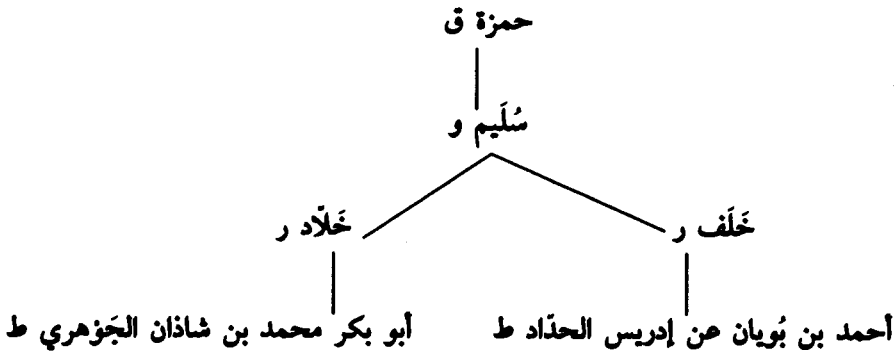 حمزة ق
سُلَيم و
خَلَف ر
خَلّاد ر
أحمد بن بُويان عن إدريس الحدّاد ط
أبو بكر محمد بن شاذان الجَوْهري ط